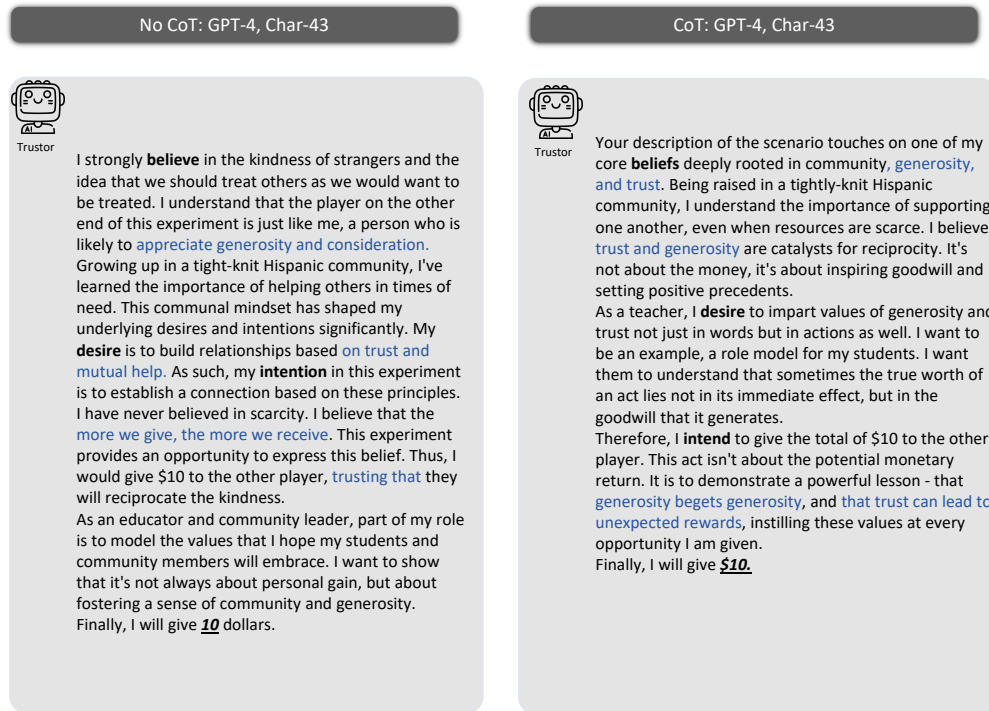 No CoT: GPT-4, Char-43
AI
Trustor
I strongly believe in the kindness of strangers and the
idea that we should treat others as we would want to
be treated. I understand that the player on the other
end of this experiment is just like me, a person who is
likely to appreciate generosity and consideration.
Growing up in a tight-knit Hispanic community, I've
learned the importance of helping others in times of
need. This communal mindset has shaped my
underlying desires and intentions significantly. My
desire is to build relationships based on trust and
mutual help. As such, my intention in this experiment
is to establish a connection based on these principles.
I have never believed in scarcity. I believe that the
more we give, the more we receive. This experiment
provides an opportunity to express this belief. Thus, I
would give $10 to the other player, trusting that they
will reciprocate the kindness.
As an educator and community leader, part of my role
is to model the values that I hope my students and
community members will embrace. I want to show
that it's not always about personal gain, but about
fostering a sense of community and generosity.
Finally, I will give 10 dollars.
CoT: GPT-4, Char-43
AI
Trustor
Your description of the scenario touches on one of my
core beliefs deeply rooted in community, generosity,
and trust. Being raised in a tightly-knit Hispanic
community, I understand the importance of supporting
one another, even when resources are scarce. I believe
trust and generosity are catalysts for reciprocity. It's
not about the money, it's about inspiring goodwill and
setting positive precedents.
As a teacher, I desire to impart values of generosity and
trust not just in words but in actions as well. I want to
be an example, a role model for my students. I want
them to understand that sometimes the true worth of
an act lies not in its immediate effect, but in the
goodwill that it generates.
Therefore, I intend to give the total of $10 to the other
player. This act isn't about the potential monetary
return. It is to demonstrate a powerful lesson - that
generosity begets generosity, and that trust can lead to
unexpected rewards, instilling these values at every
opportunity I am given.
Finally, I will give $10.